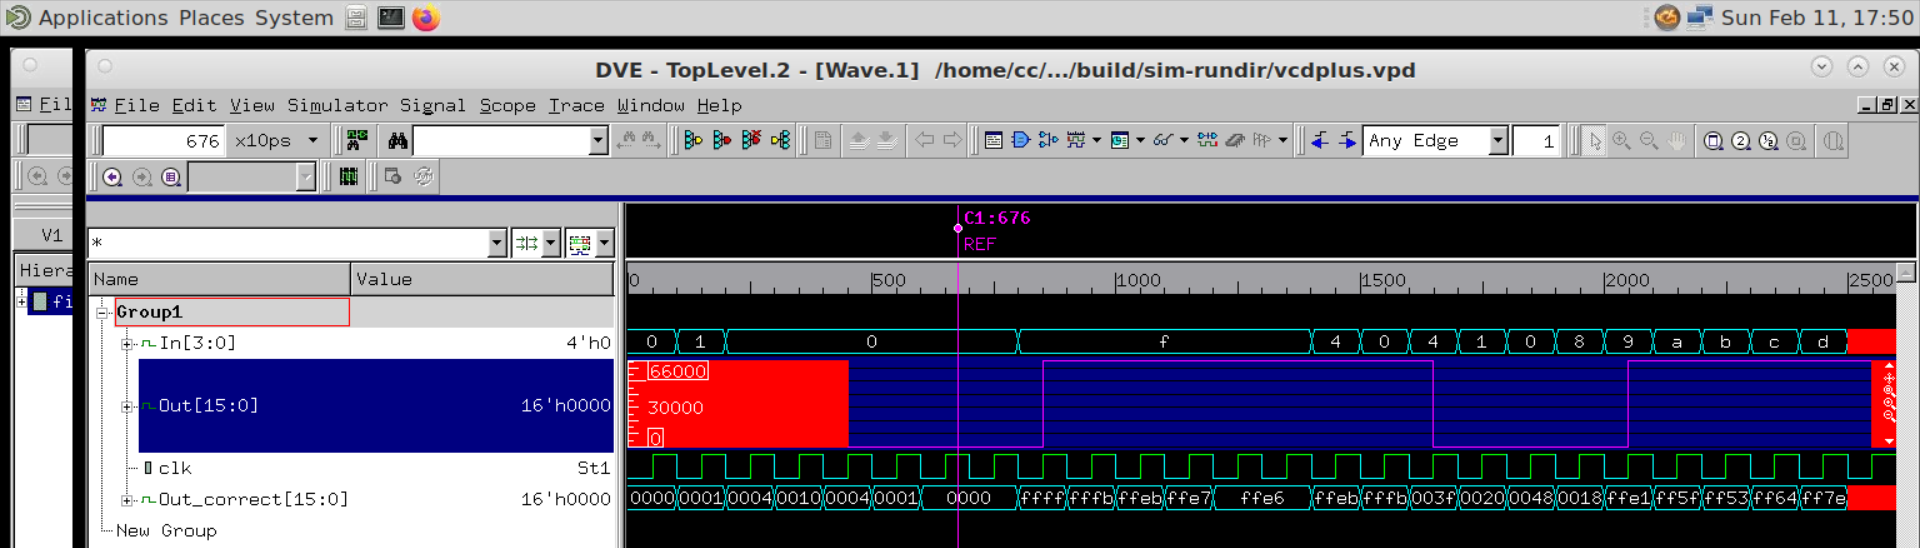 Applications Places System Sun Feb 11, 17:50
DVE - TopLevel.2 - [Wave.1] /home/cc/.../build/sim-rundir/vcdplus.vpd
Fil File Edit View Simulator Signal Scope Trace Window Help
676 x10ps Any Edge 1
C1:676
V1 * REF
Hiera Name Value 0 500 1000 1500 2000 2500
fi Group1
In[3:0] 4'h0 0 1 0 f 4 0 4 1 0 8 9 a b c d
66000
Out[15:0] 16'h0000 30000
0
clk St1
Out_correct[15:0] 16'h0000 0000 0001 0004 0010 0004 0001 0000 ffff fffb ffeb ffe7 ffe6 ffeb fffb 003f 0020 0048 0018 ffe1 ff5f ff53 ff64 ff7e
New Group